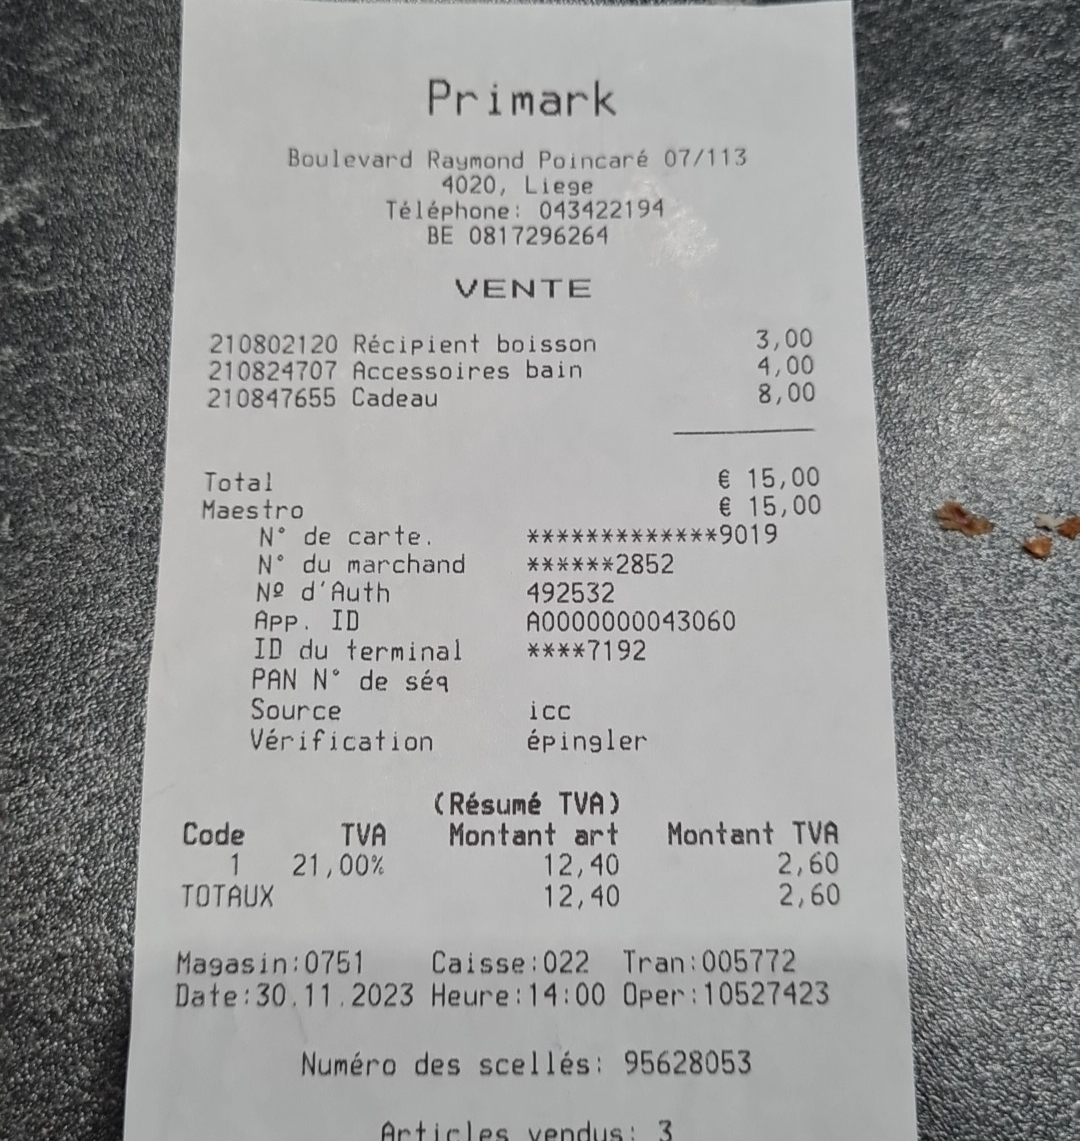 Primark
Boulevard Raymond Poincaré 07/113
4020, Liege
Téléphone: 043422194
BE 0817296264
VENTE
210802120 Récipient boisson 3,00
210824707 Accessoires bain 4,00
210847655 Cadeau 8,00
Total € 15,00
Maestro € 15,00
N° de carte. *************9019
N° du marchand ******2852
Nº d'Auth 492532
App. ID A0000000043060
ID du terminal ****7192
PAN N° de séq
Source icc
Vérification épingler
(Résumé TVA)
Code TVA Montant art Montant TVA
1 21,00% 12,40 2,60
TOTAUX 12,40 2,60
Magasin:0751 Caisse:022 Tran:005772
Date:30.11.2023 Heure:14:00 Oper:10527423
Numéro des scellés: 95628053
Articles vendus: 3